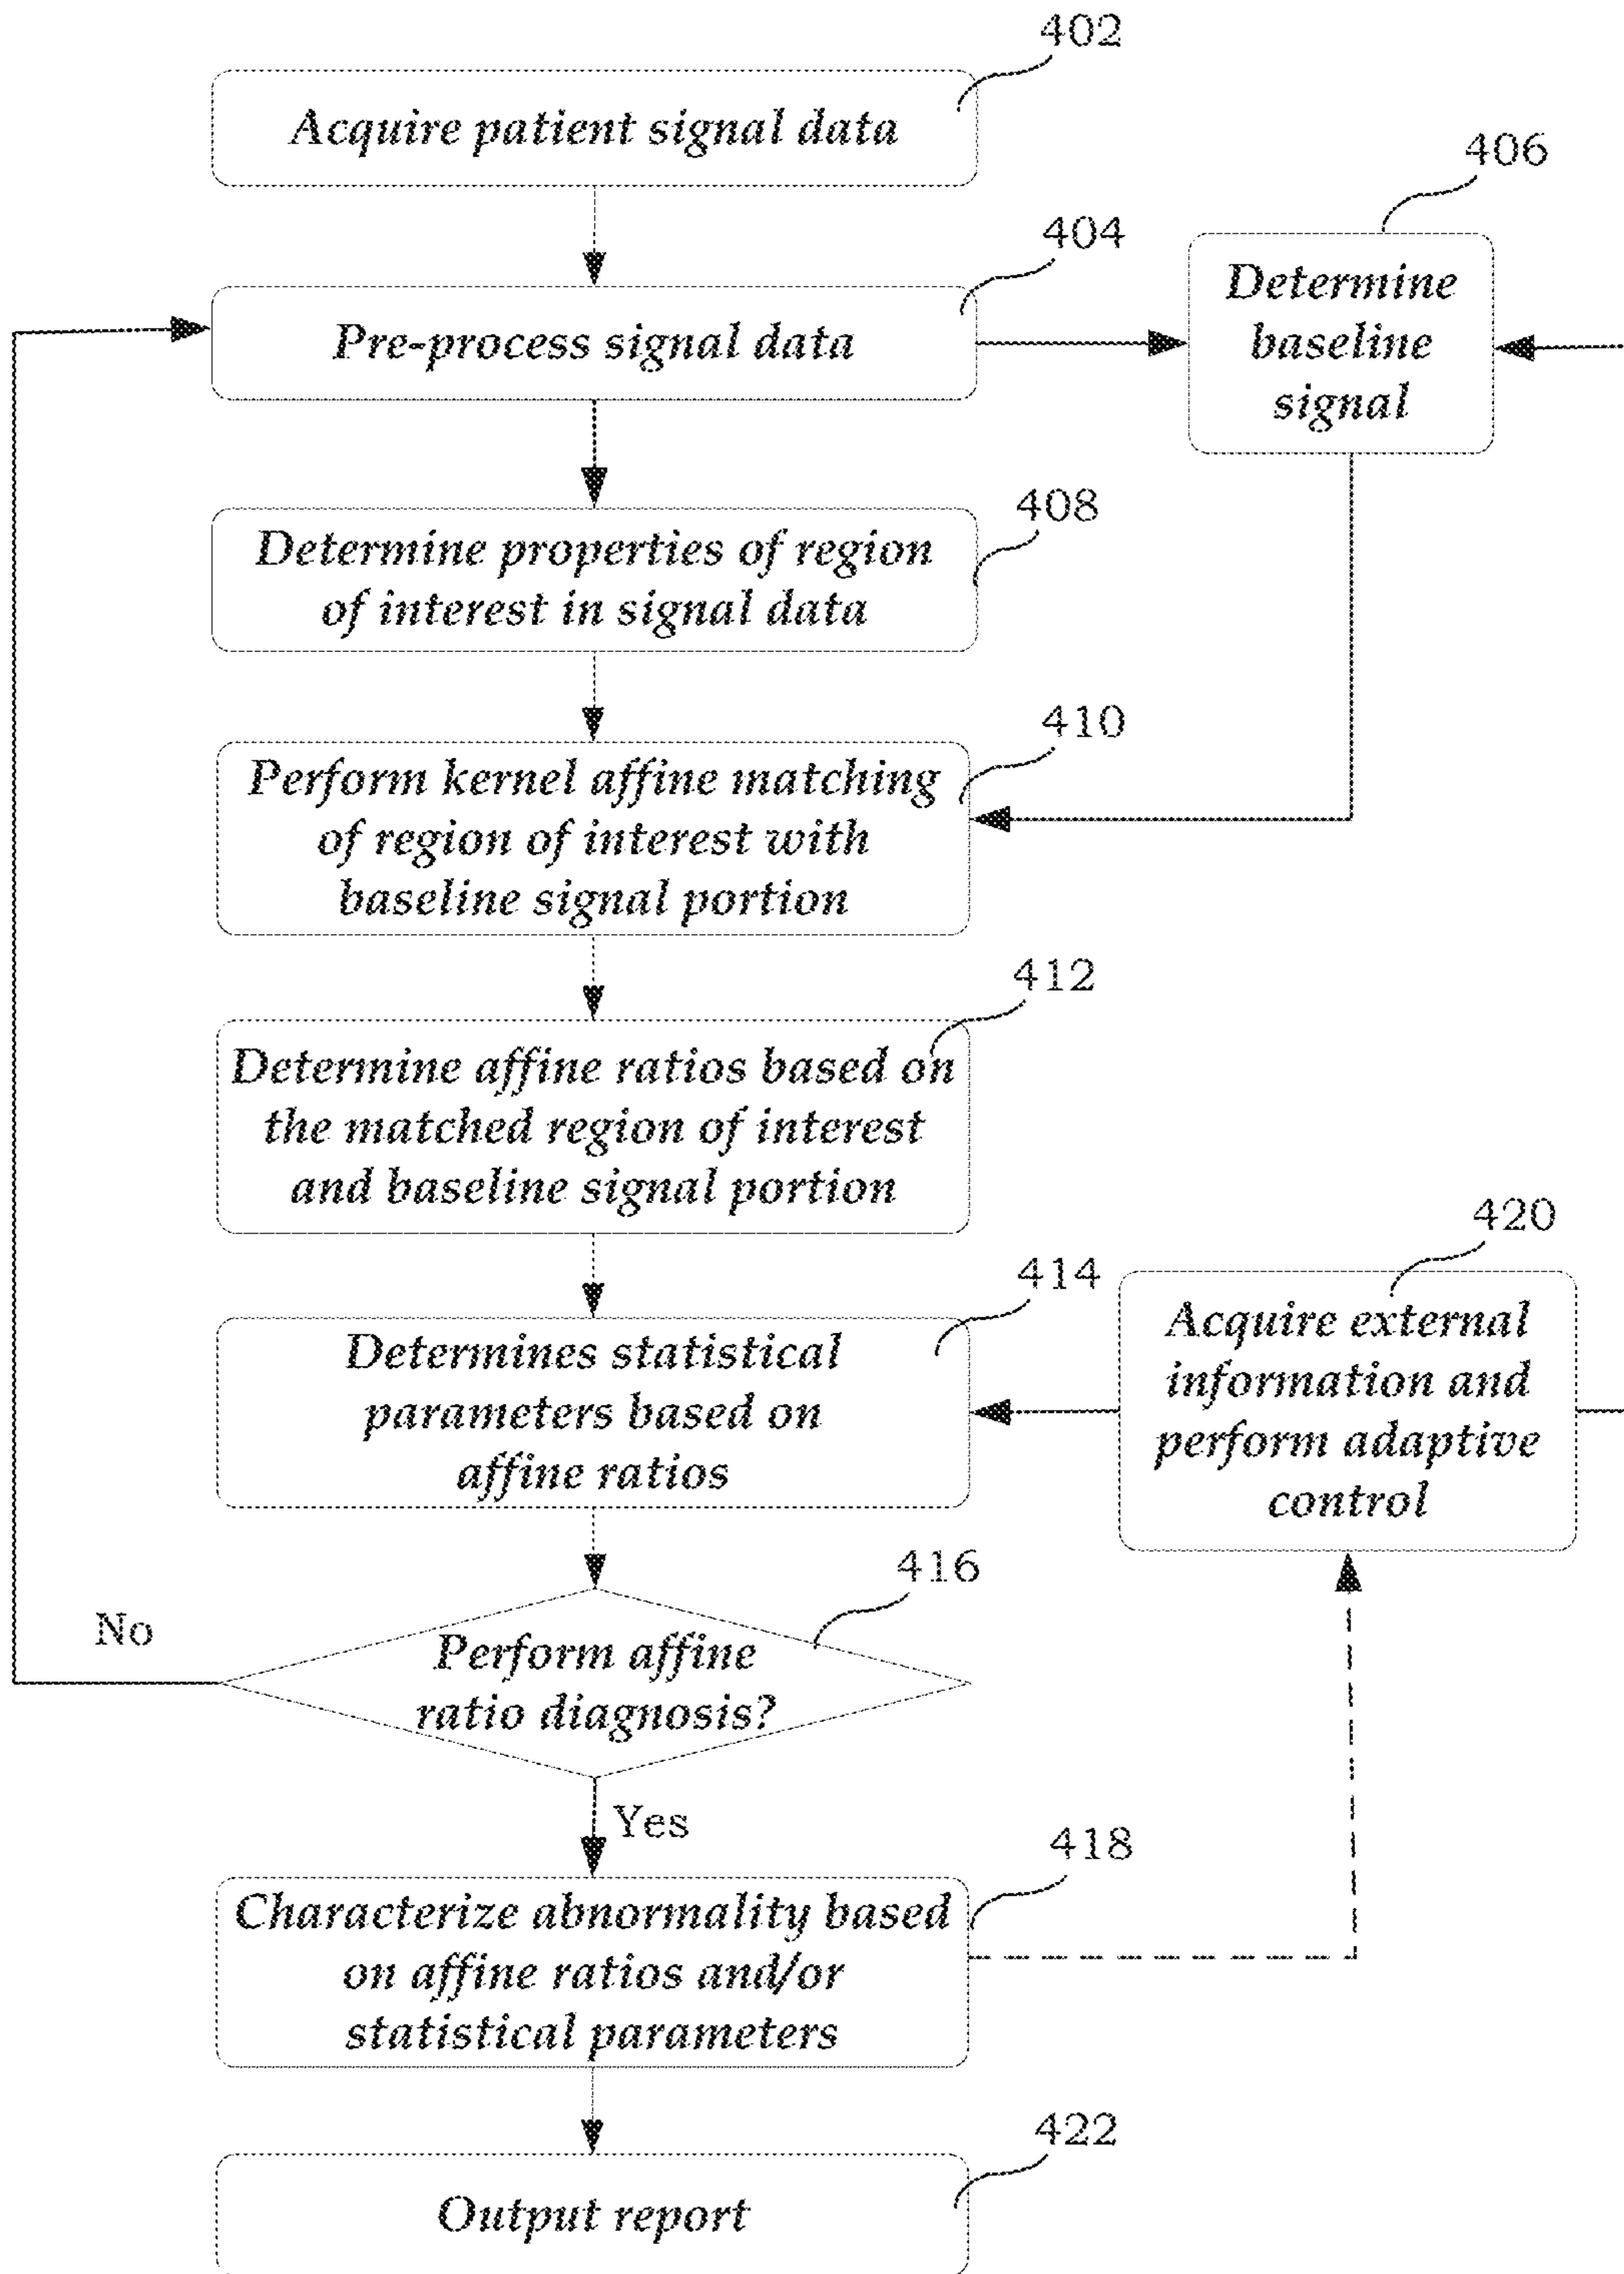 402
Acquire patient signal data
406
404
Determine
baseline
signal
Pre-process signal data
408
Determine properties of region
of interest in signal data
410
Perform kernel affine matching
of region of interest with
baseline signal portion
412
Determine affine ratios based on
the matched region of interest
and baseline signal portion
420
414
Acquire external
information and
perform adaptive
control
Determines statistical
parameters based on
affine ratios
416
No
Perform affine
ratio diagnosis?
Yes
418
Characterize abnormality based
on affine ratios and/or
statistical parameters
422
Output report